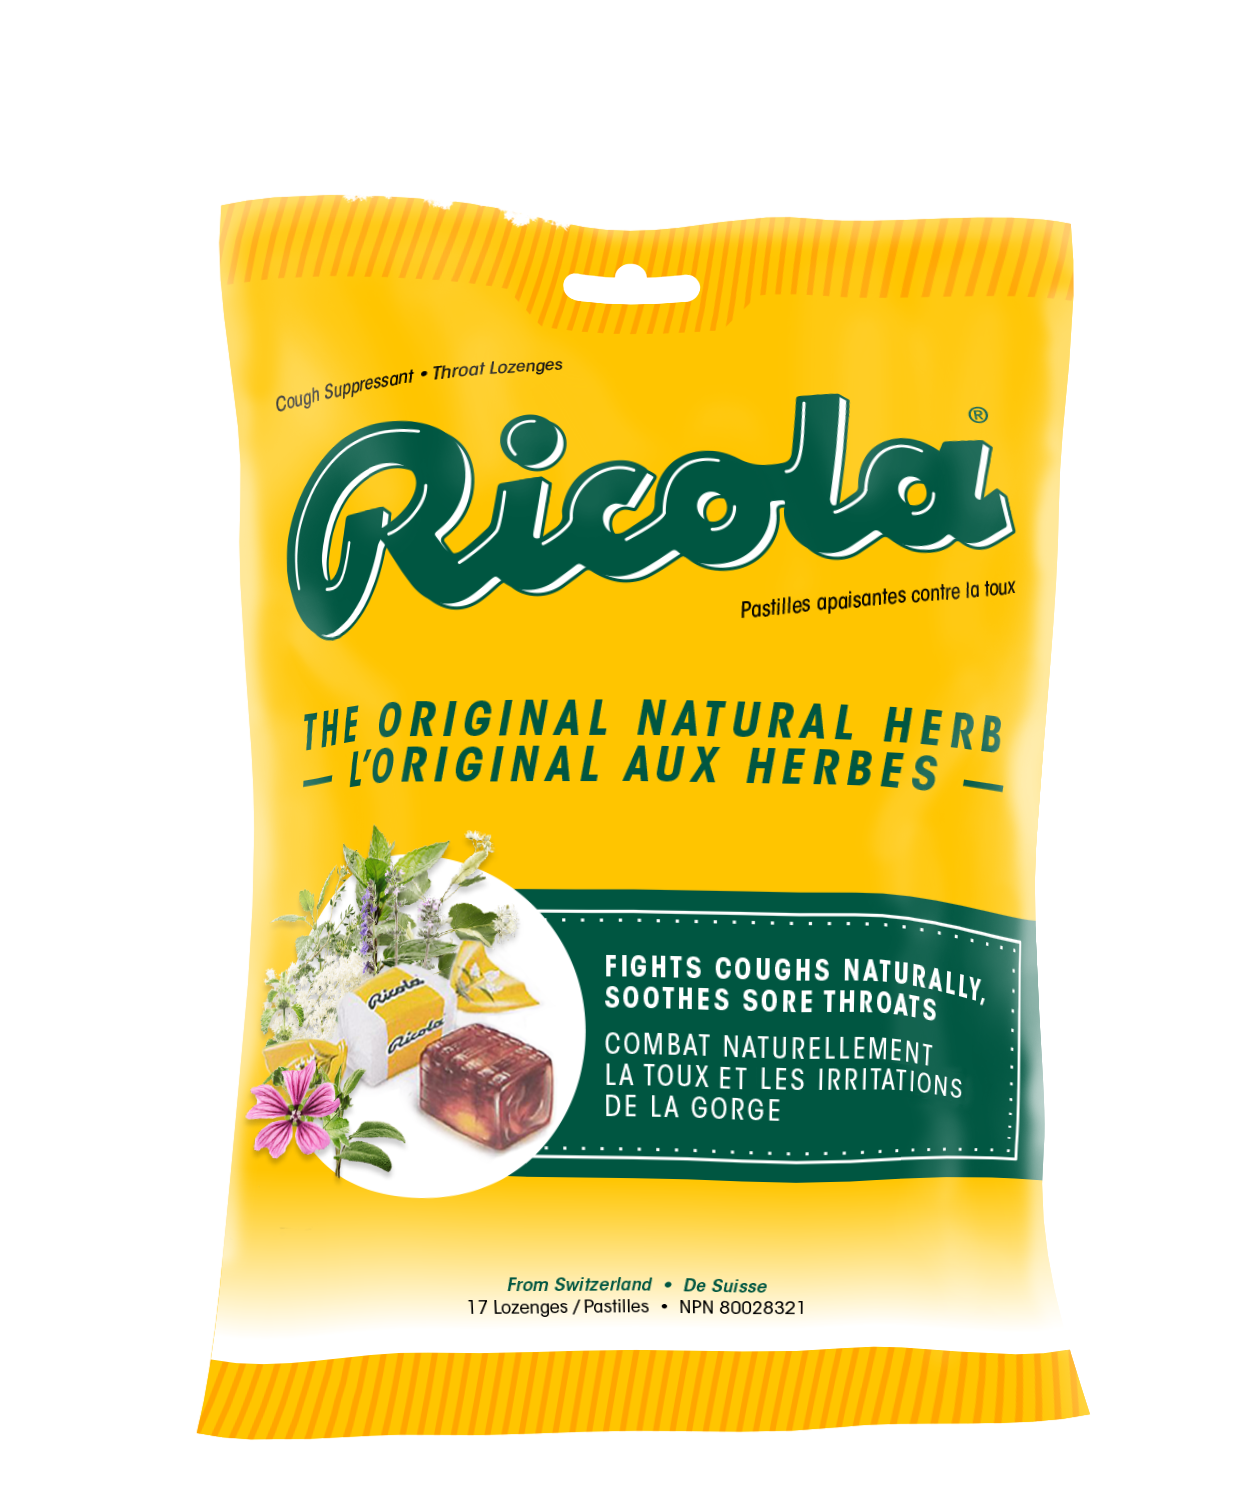 Cough Suppressant • Throat Lozenges
Ricola®
Pastilles apaisantes contre la toux
THE ORIGINAL NATURAL HERB
— L'ORIGINAL AUX HERBES —
Ricola
Ricola
FIGHTS COUGHS NATURALLY,
SOOTHES SORE THROATS
COMBAT NATURELLEMENT
LA TOUX ET LES IRRITATIONS
DE LA GORGE
From Switzerland • De Suisse
17 Lozenges / Pastilles • NPN 80028321